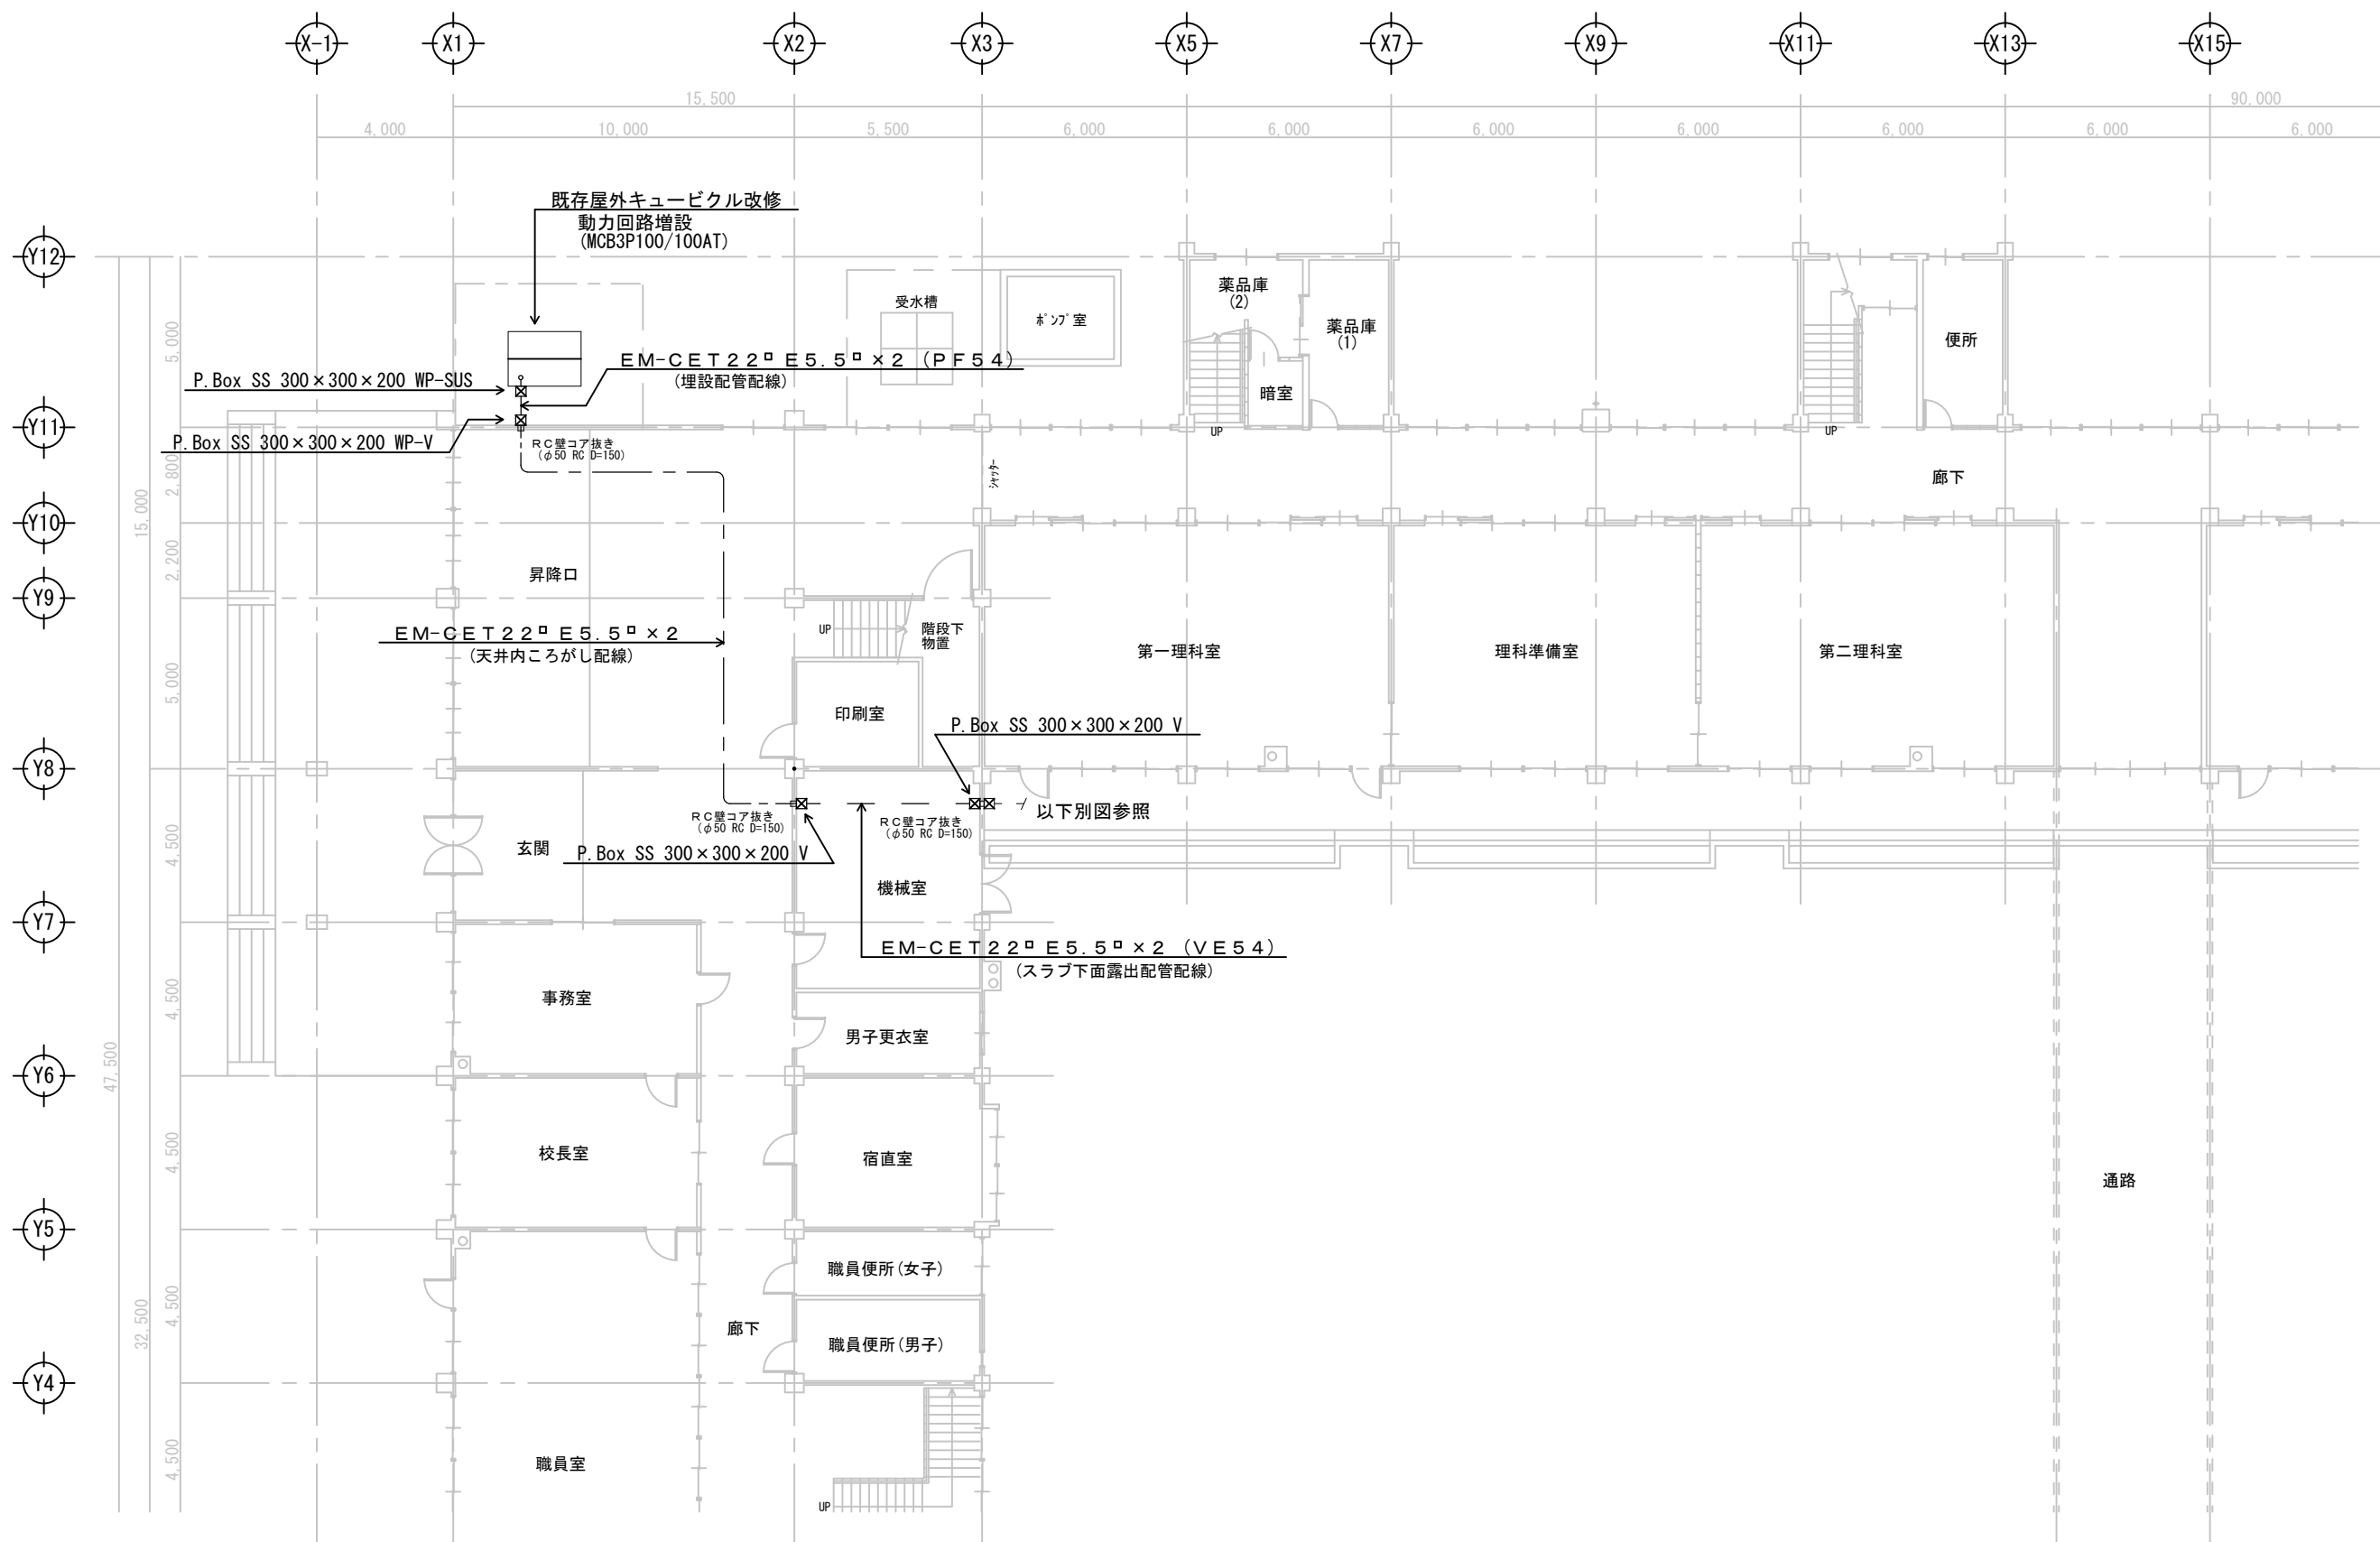 X-1 X1 X2 X3 X5 X7 X9 X11 X13 X15
15,500 90,000
4,000 10,000 5,500 6,000 6,000 6,000 6,000 6,000 6,000 6,000
既存屋外キュービクル改修
動力回路増設
(MCB3P100/100AT)
Y12
受水槽
ﾎﾟﾝﾌﾟ室
薬品庫
(2)
薬品庫
(1)
暗室
便所
5,000
EM-CET22□ E5.5□×2 (PF54)
(埋設配管配線)
P.Box SS 300×300×200 WP-SUS
Y11
P.Box SS 300×300×200 WP-V
RC壁コア抜き
(φ50 RC D=150)
UP
UP
2,800
ｼｬｯﾀｰ
廊下
15,000
Y10
2,200
昇降口
Y9
UP
階段下
物置
EM-CET22□ E5.5□×2
(天井内ころがし配線)
第一理科室
理科準備室
第二理科室
5,000
印刷室
P.Box SS 300×300×200 V
Y8
以下別図参照
RC壁コア抜き
(φ50 RC D=150)
RC壁コア抜き
(φ50 RC D=150)
4,500
玄関
P.Box SS 300×300×200 V
機械室
Y7
EM-CET22□ E5.5□×2 (VE54)
(スラブ下面露出配管配線)
4,500
事務室
男子更衣室
47,500
Y6
4,500
校長室
宿直室
通路
Y5
職員便所(女子)
4,500
32,500
廊下
職員便所(男子)
Y4
4,500
職員室
UP